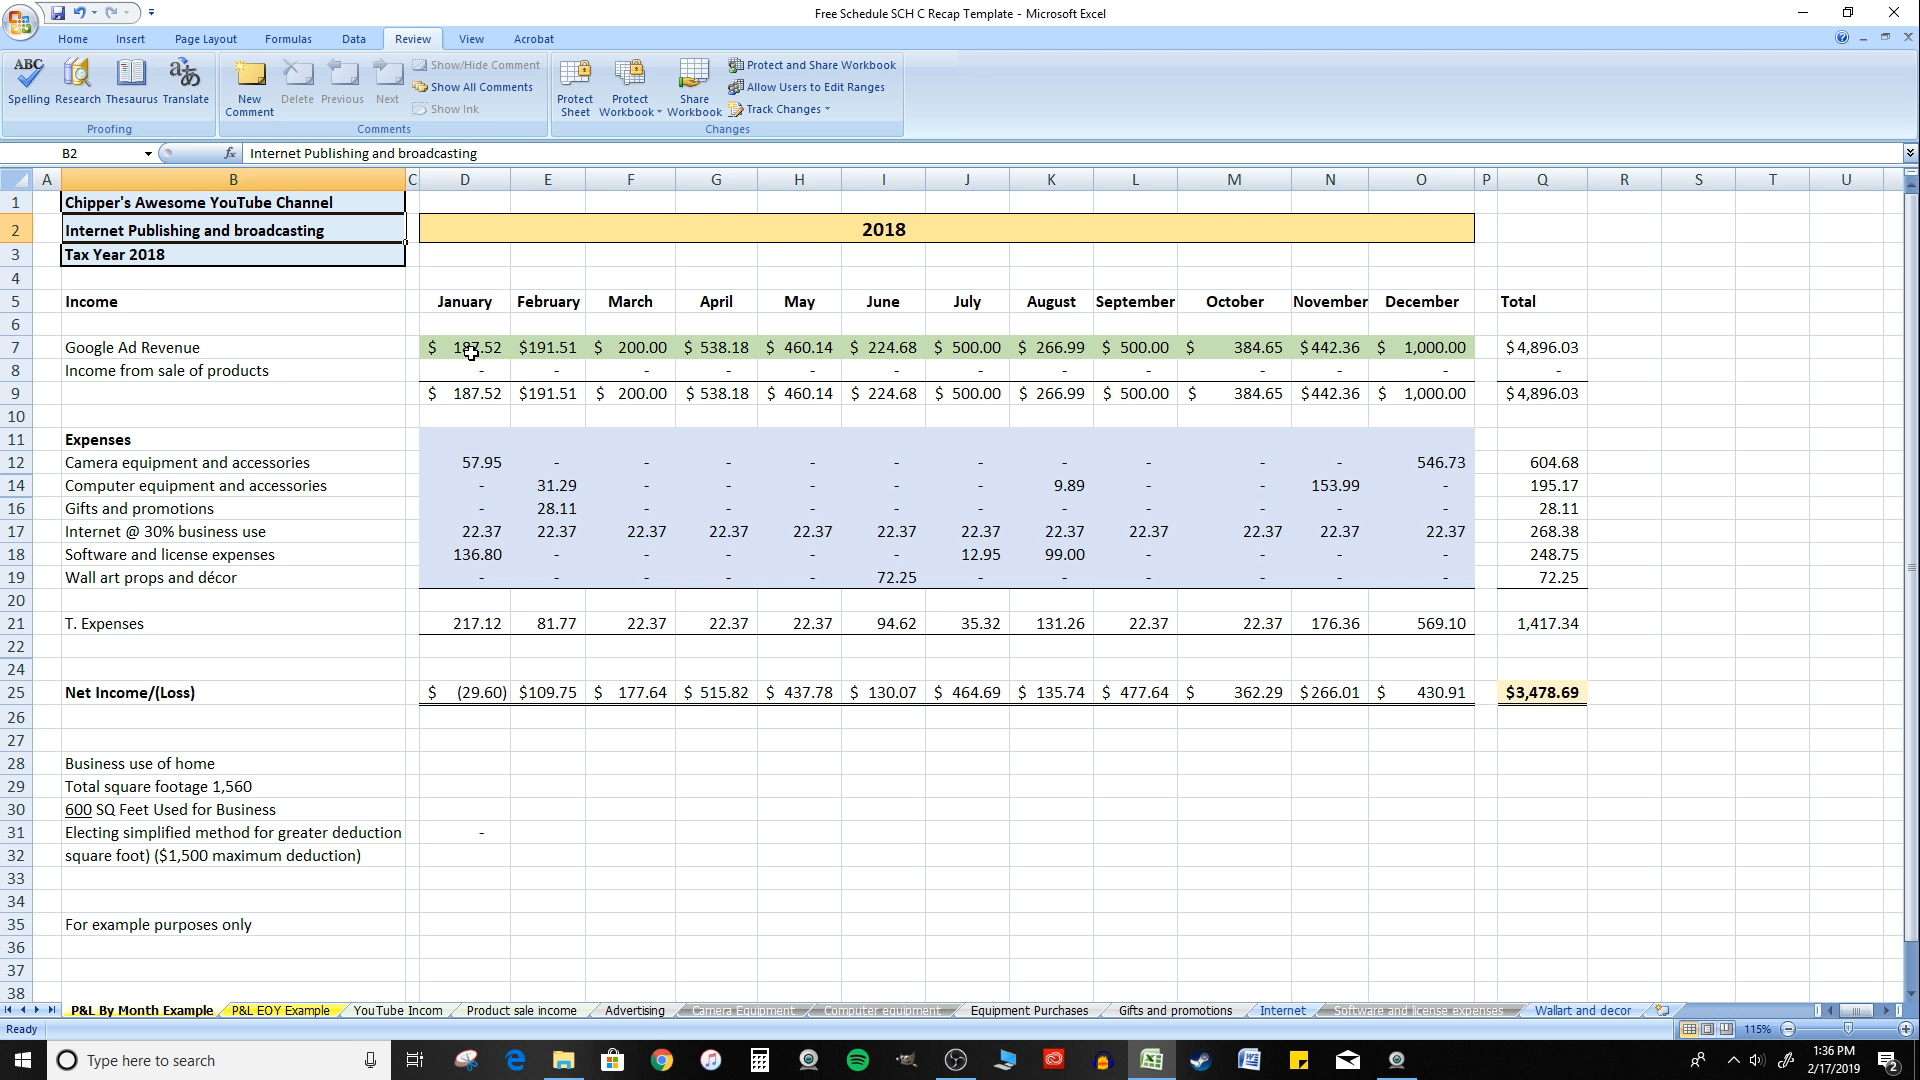 Free Schedule SCH C Recap Template - Microsoft Excel
Home Insert Page Layout Formulas Data Review View Acrobat
ABC
Spelling Research Thesaurus Translate
Proofing
New Comment Delete Previous Next
Show/Hide Comment
Show All Comments
Show Ink
Comments
Protect Sheet Protect Workbook Share Workbook
Protect and Share Workbook
Allow Users to Edit Ranges
Track Changes
Changes
B2 fx Internet Publishing and broadcasting
A B C D E F G H I J K L M N O P Q R S T U
1 Chipper's Awesome YouTube Channel
2 Internet Publishing and broadcasting 2018
3 Tax Year 2018
4
5 Income January February March April May June July August September October November December Total
6
7 Google Ad Revenue $ 187.52 $191.51 $ 200.00 $ 538.18 $ 460.14 $ 224.68 $ 500.00 $ 266.99 $ 500.00 $ 384.65 $442.36 $ 1,000.00 $4,896.03
8 Income from sale of products - - - - - - - - - - - - -
9 $ 187.52 $191.51 $ 200.00 $ 538.18 $ 460.14 $ 224.68 $ 500.00 $ 266.99 $ 500.00 $ 384.65 $442.36 $ 1,000.00 $4,896.03
10
11 Expenses
12 Camera equipment and accessories 57.95 - - - - - - - - - - 546.73 604.68
14 Computer equipment and accessories - 31.29 - - - - - 9.89 - - 153.99 - 195.17
16 Gifts and promotions - 28.11 - - - - - - - - - - 28.11
17 Internet @ 30% business use 22.37 22.37 22.37 22.37 22.37 22.37 22.37 22.37 22.37 22.37 22.37 22.37 268.38
18 Software and license expenses 136.80 - - - - - 12.95 99.00 - - - - 248.75
19 Wall art props and décor - - - - - 72.25 - - - - - - 72.25
20
21 T. Expenses 217.12 81.77 22.37 22.37 22.37 94.62 35.32 131.26 22.37 22.37 176.36 569.10 1,417.34
22
24
25 Net Income/(Loss) $ (29.60) $109.75 $ 177.64 $ 515.82 $ 437.78 $ 130.07 $ 464.69 $ 135.74 $ 477.64 $ 362.29 $266.01 $ 430.91 $3,478.69
26
27
28 Business use of home
29 Total square footage 1,560
30 600 SQ Feet Used for Business
31 Electing simplified method for greater deduction -
32 square foot) ($1,500 maximum deduction)
33
34
35 For example purposes only
36
37
38
P&L By Month Example P&L EOY Example YouTube Incom Product sale income Advertising Camera Equipment Computer equipment Equipment Purchases Gifts and promotions Internet Software and license expenses Wallart and decor
Ready 115%
Type here to search 1:36 PM
2/17/2019
2